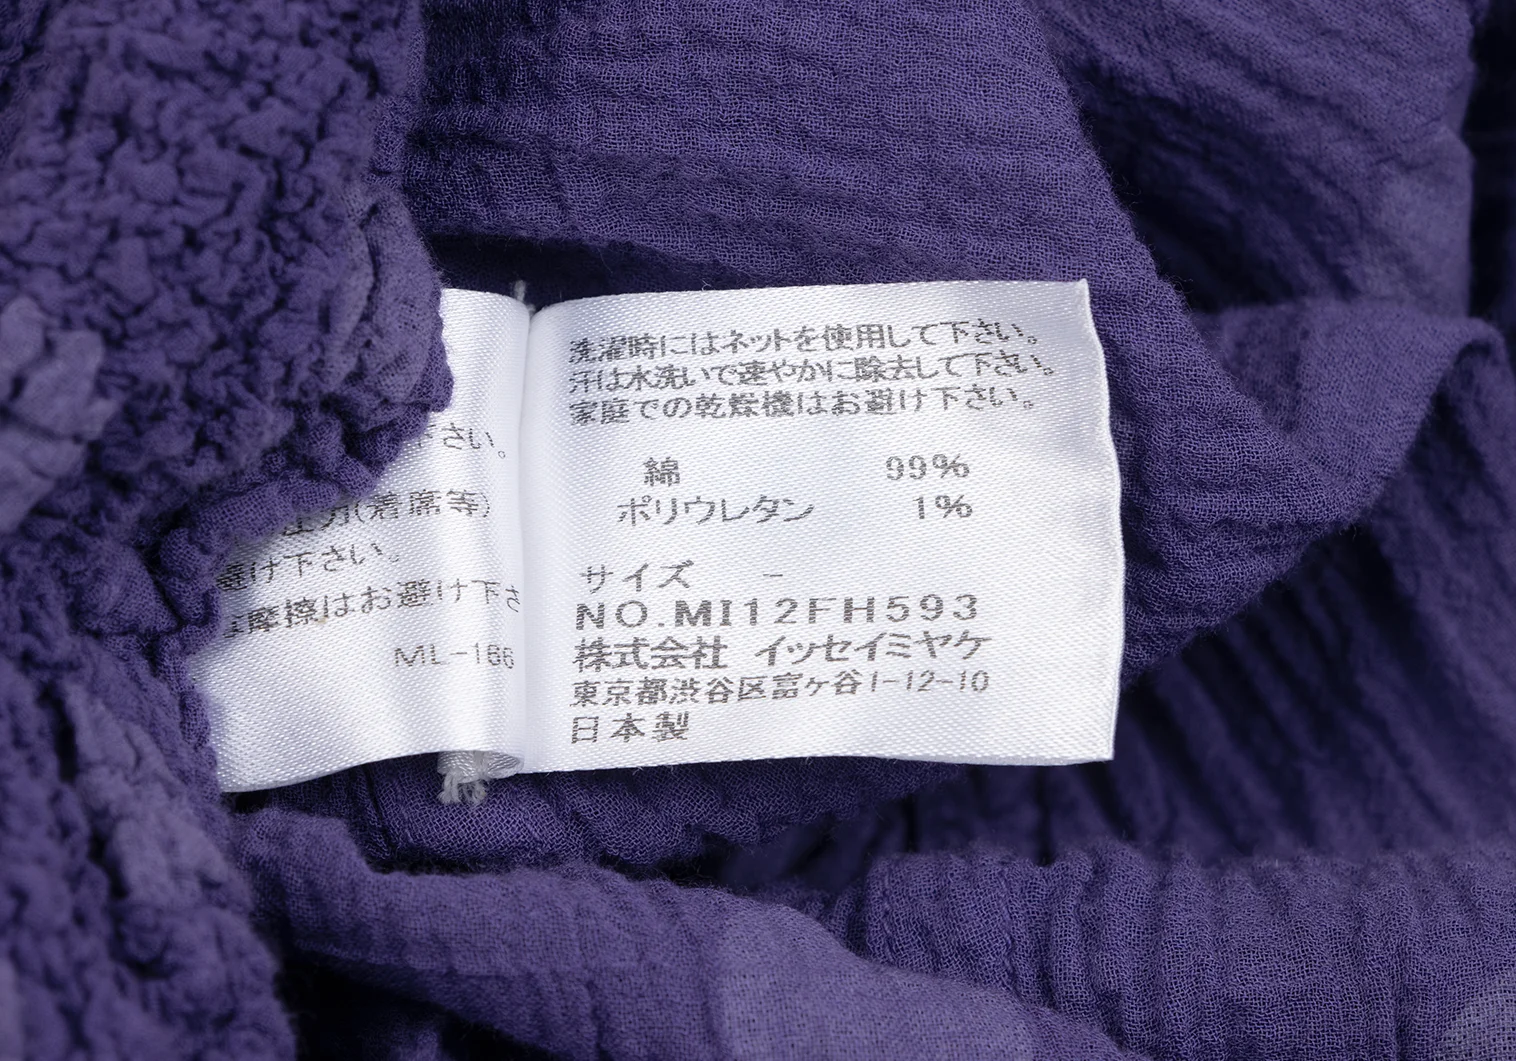 下さい。
圧力(着席等)
避け下さい。
摩擦はお避け下さ
ML-166
洗濯時にはネットを使用して下さい。
汗は水洗いで速やかに除去して下さい。
家庭での乾燥機はお避け下さい。
綿 99%
ポリウレタン 1%
サイズ -
NO.MI12FH593
株式会社 イッセイミヤケ
東京都渋谷区富ヶ谷1-12-10
日本製